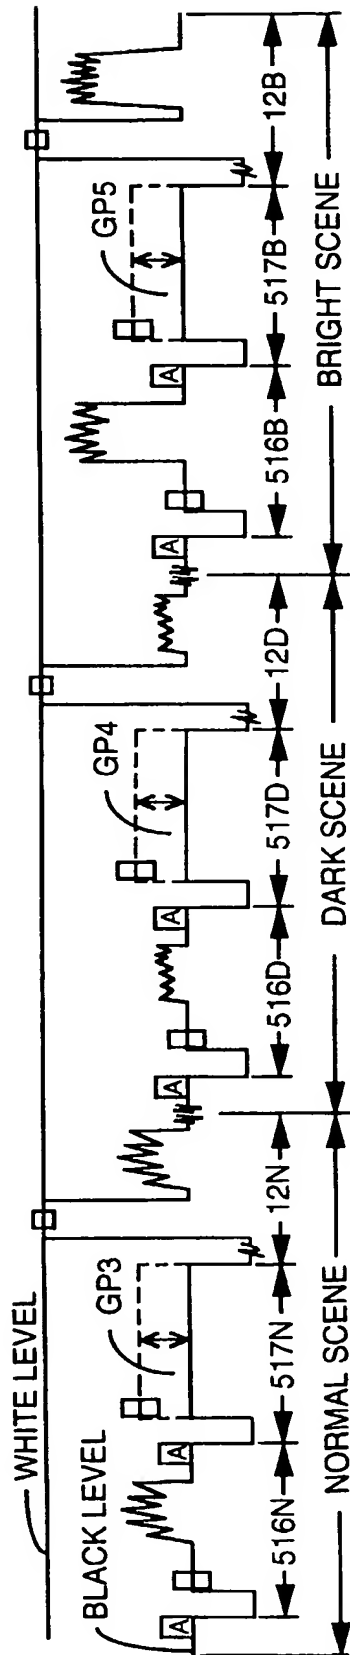 WHITE LEVEL
BLACK LEVEL
GP3
GP4
GP5
A
A
A
A
A
A
516N
517N
12N
516D
517D
12D
516B
517B
12B
NORMAL SCENE
DARK SCENE
BRIGHT SCENE